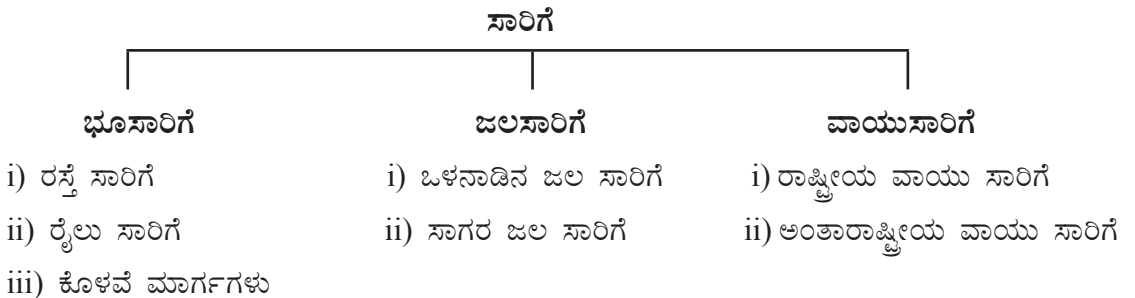 ಸಾರಿಗೆ
ಭೂಸಾರಿಗೆ ಜಲಸಾರಿಗೆ ವಾಯುಸಾರಿಗೆ
i) ರಸ್ತೆ ಸಾರಿಗೆ i) ಒಳನಾಡಿನ ಜಲ ಸಾರಿಗೆ i) ರಾಷ್ಟ್ರೀಯ ವಾಯು ಸಾರಿಗೆ
ii) ರೈಲು ಸಾರಿಗೆ ii) ಸಾಗರ ಜಲ ಸಾರಿಗೆ ii) ಅಂತಾರಾಷ್ಟ್ರೀಯ ವಾಯು ಸಾರಿಗೆ
iii) ಕೊಳವೆ ಮಾರ್ಗಗಳು